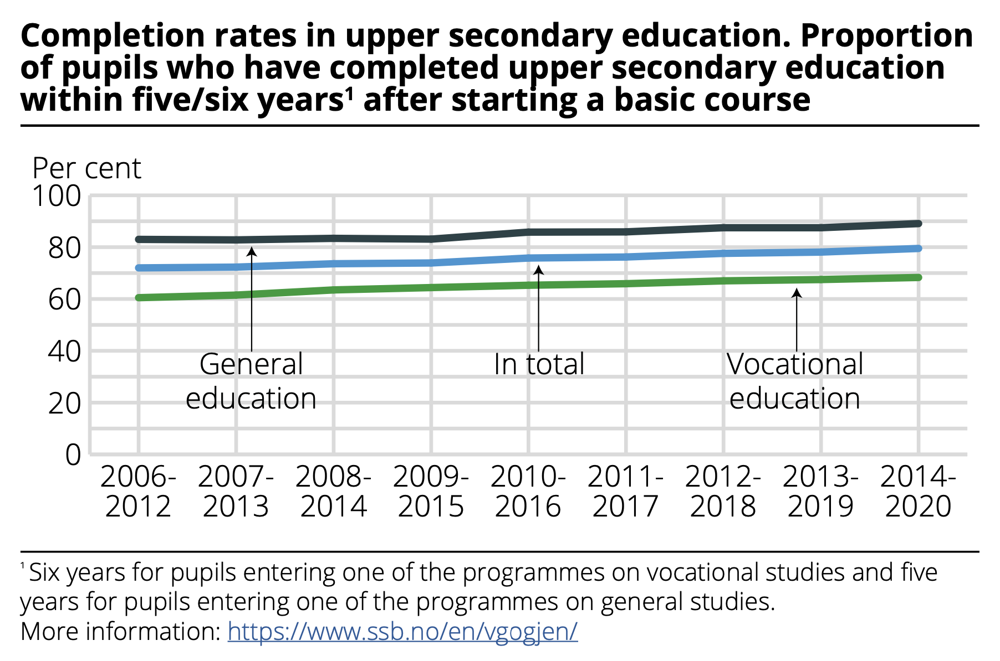 Completion rates in upper secondary education. Proportion
of pupils who have completed upper secondary education
within five/six years¹ after starting a basic course
Per cent
100
80
60
40
20
0
General
education
In total
Vocational
education
2006-
2012
2007-
2013
2008-
2014
2009-
2015
2010-
2016
2011-
2017
2012-
2018
2013-
2019
2014-
2020
¹ Six years for pupils entering one of the programmes on vocational studies and five
years for pupils entering one of the programmes on general studies.
More information: https://www.ssb.no/en/vgogjen/